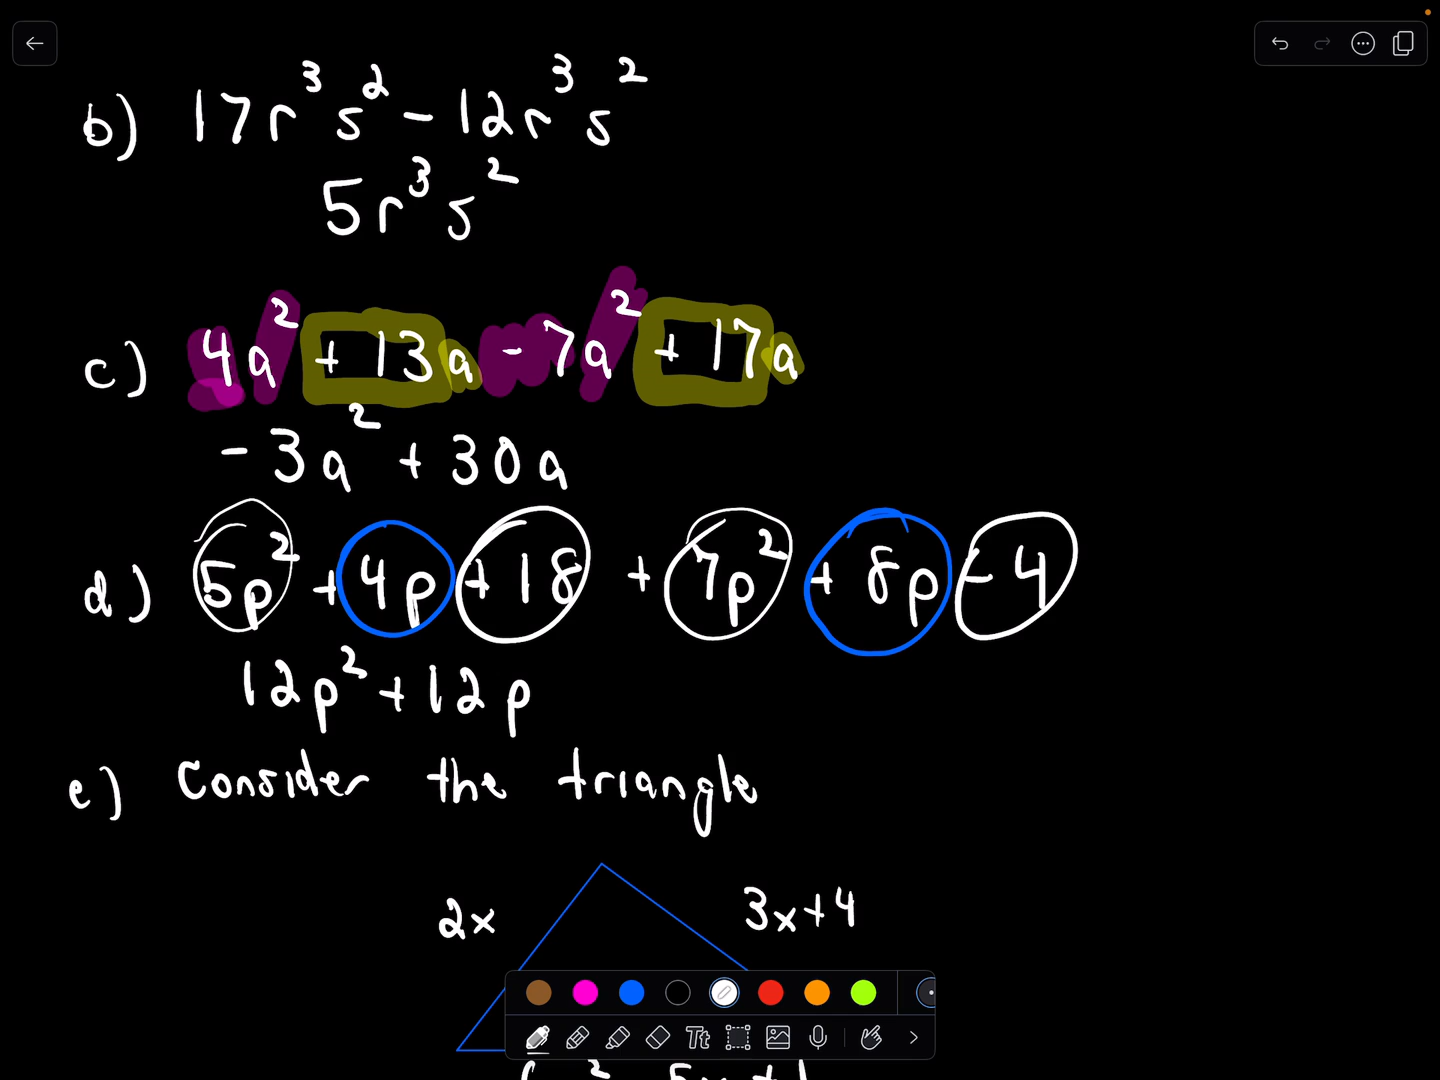 b) 17r³s² - 12r³s²
5r³s²
c) 4a² + 13a - 7a² + 17a
-3a² + 30a
d) 5p² + 4p + 18 + 7p² + 8p - 4
12p² + 12p
e) Consider the triangle
2x 3x+4
Tt